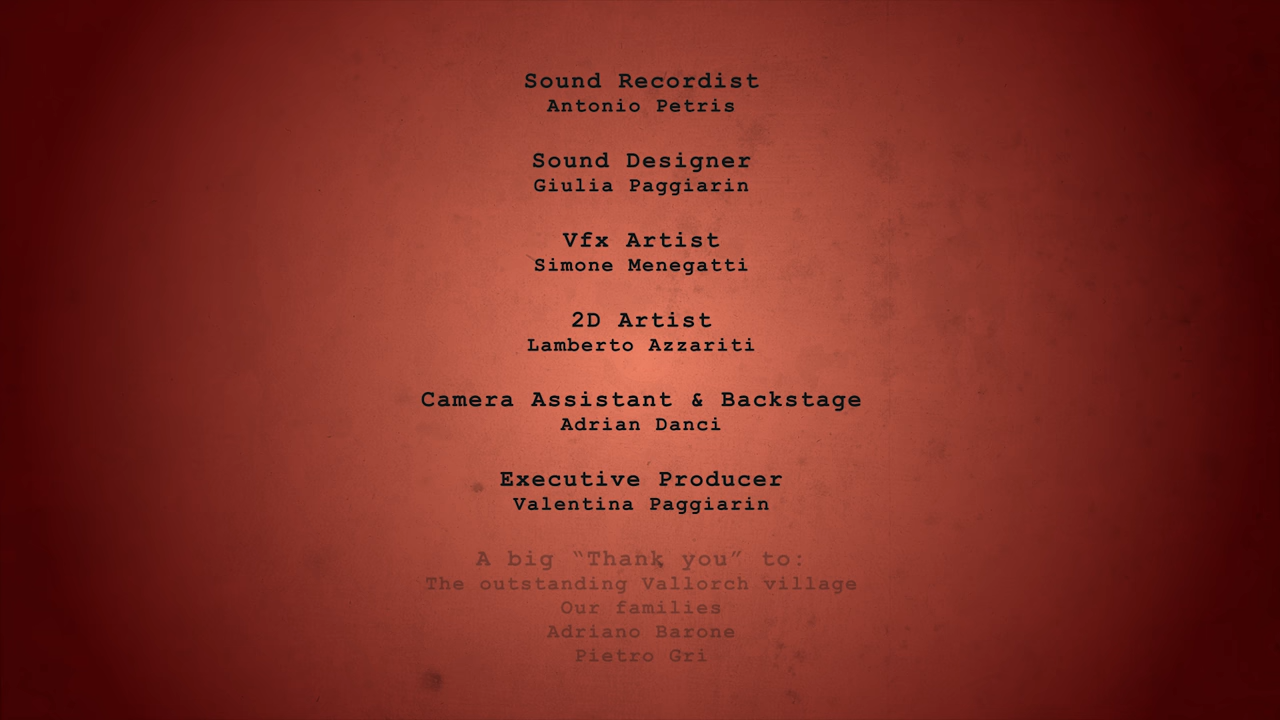 Sound Recordist
Antonio Petris
Sound Designer
Giulia Paggiarin
Vfx Artist
Simone Menegatti
2D Artist
Lamberto Azzariti
Camera Assistant & Backstage
Adrian Danci
Executive Producer
Valentina Paggiarin
A big “Thank you” to:
The outstanding Vallorch village
Our families
Adriano Barone
Pietro Gri